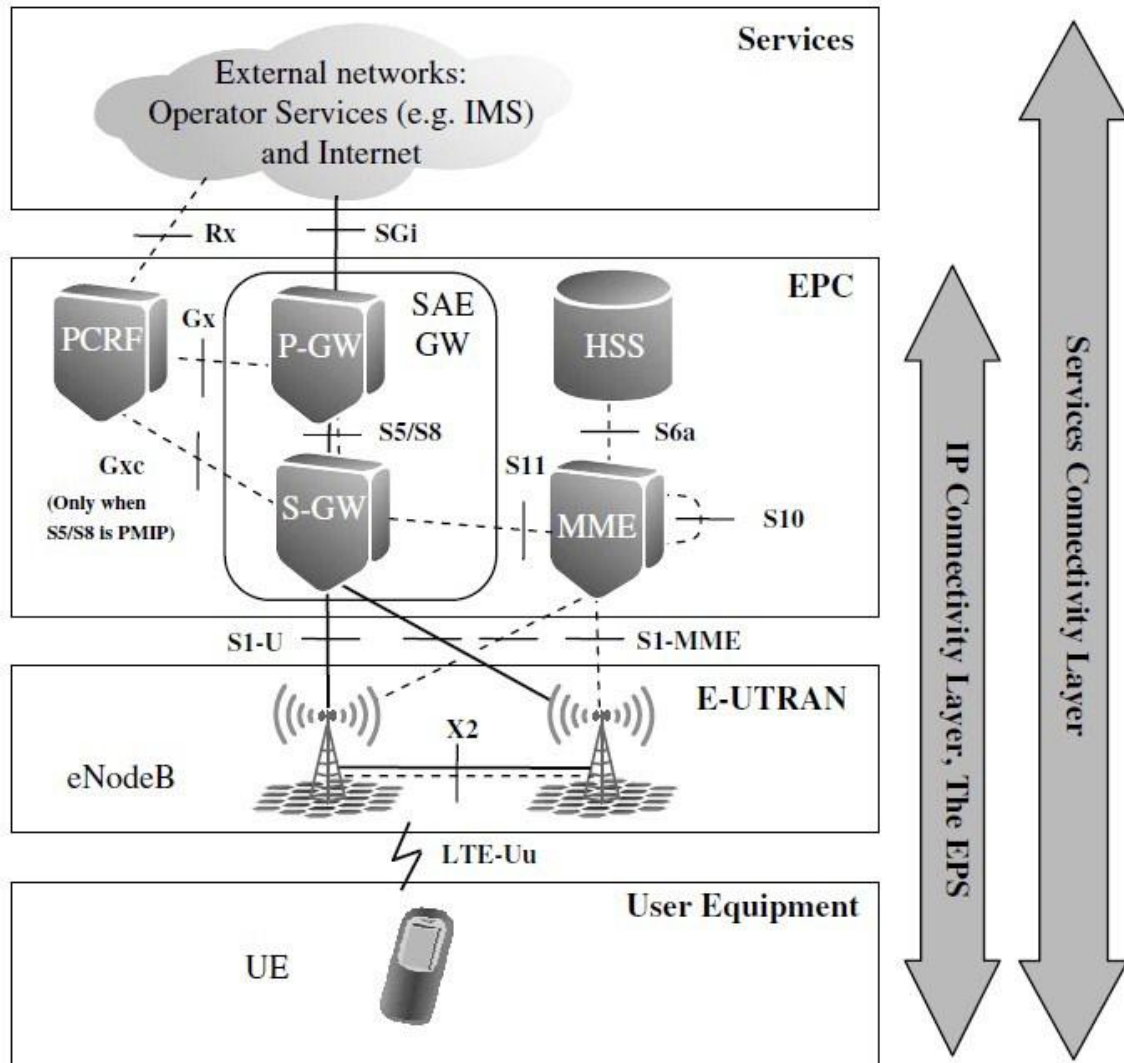 Services
External networks:
Operator Services (e.g. IMS)
and Internet
Rx
SGi
EPC
SAE
GW
PCRF
Gx
P-GW
HSS
S5/S8
S6a
Gxc
(Only when
S5/S8 is PMIP)
S-GW
S11
MME
S10
S1-U
S1-MME
E-UTRAN
X2
eNodeB
LTE-Uu
User Equipment
UE
IP Connectivity Layer, The EPS
Services Connectivity Layer